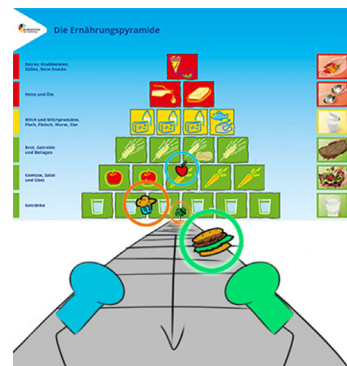 Die Ernährungspyramide
Extras: Knabbereien,
Süßes, fette Snacks
Fette und Öle
Milch und Milchprodukte,
Fisch, Fleisch, Wurst, Eier
Brot, Getreide
und Beilagen
Gemüse, Salat
und Obst
Getränke